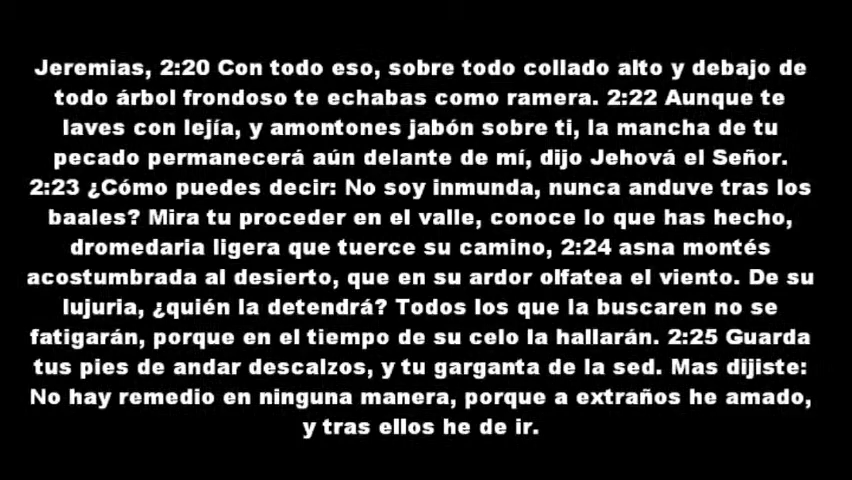 Jeremias, 2:20 Con todo eso, sobre todo collado alto y debajo de
todo árbol frondoso te echabas como ramera. 2:22 Aunque te
laves con lejía, y amontones jabón sobre ti, la mancha de tu
pecado permanecerá aún delante de mí, dijo Jehová el Señor.
2:23 ¿Cómo puedes decir: No soy inmunda, nunca anduve tras los
baales? Mira tu proceder en el valle, conoce lo que has hecho,
dromedaria ligera que tuerce su camino, 2:24 asna montés
acostumbrada al desierto, que en su ardor olfatea el viento. De su
lujuria, ¿quién la detendrá? Todos los que la buscaren no se
fatigarán, porque en el tiempo de su celo la hallarán. 2:25 Guarda
tus pies de andar descalzos, y tu garganta de la sed. Mas dijiste:
No hay remedio en ninguna manera, porque a extraños he amado,
y tras ellos he de ir.